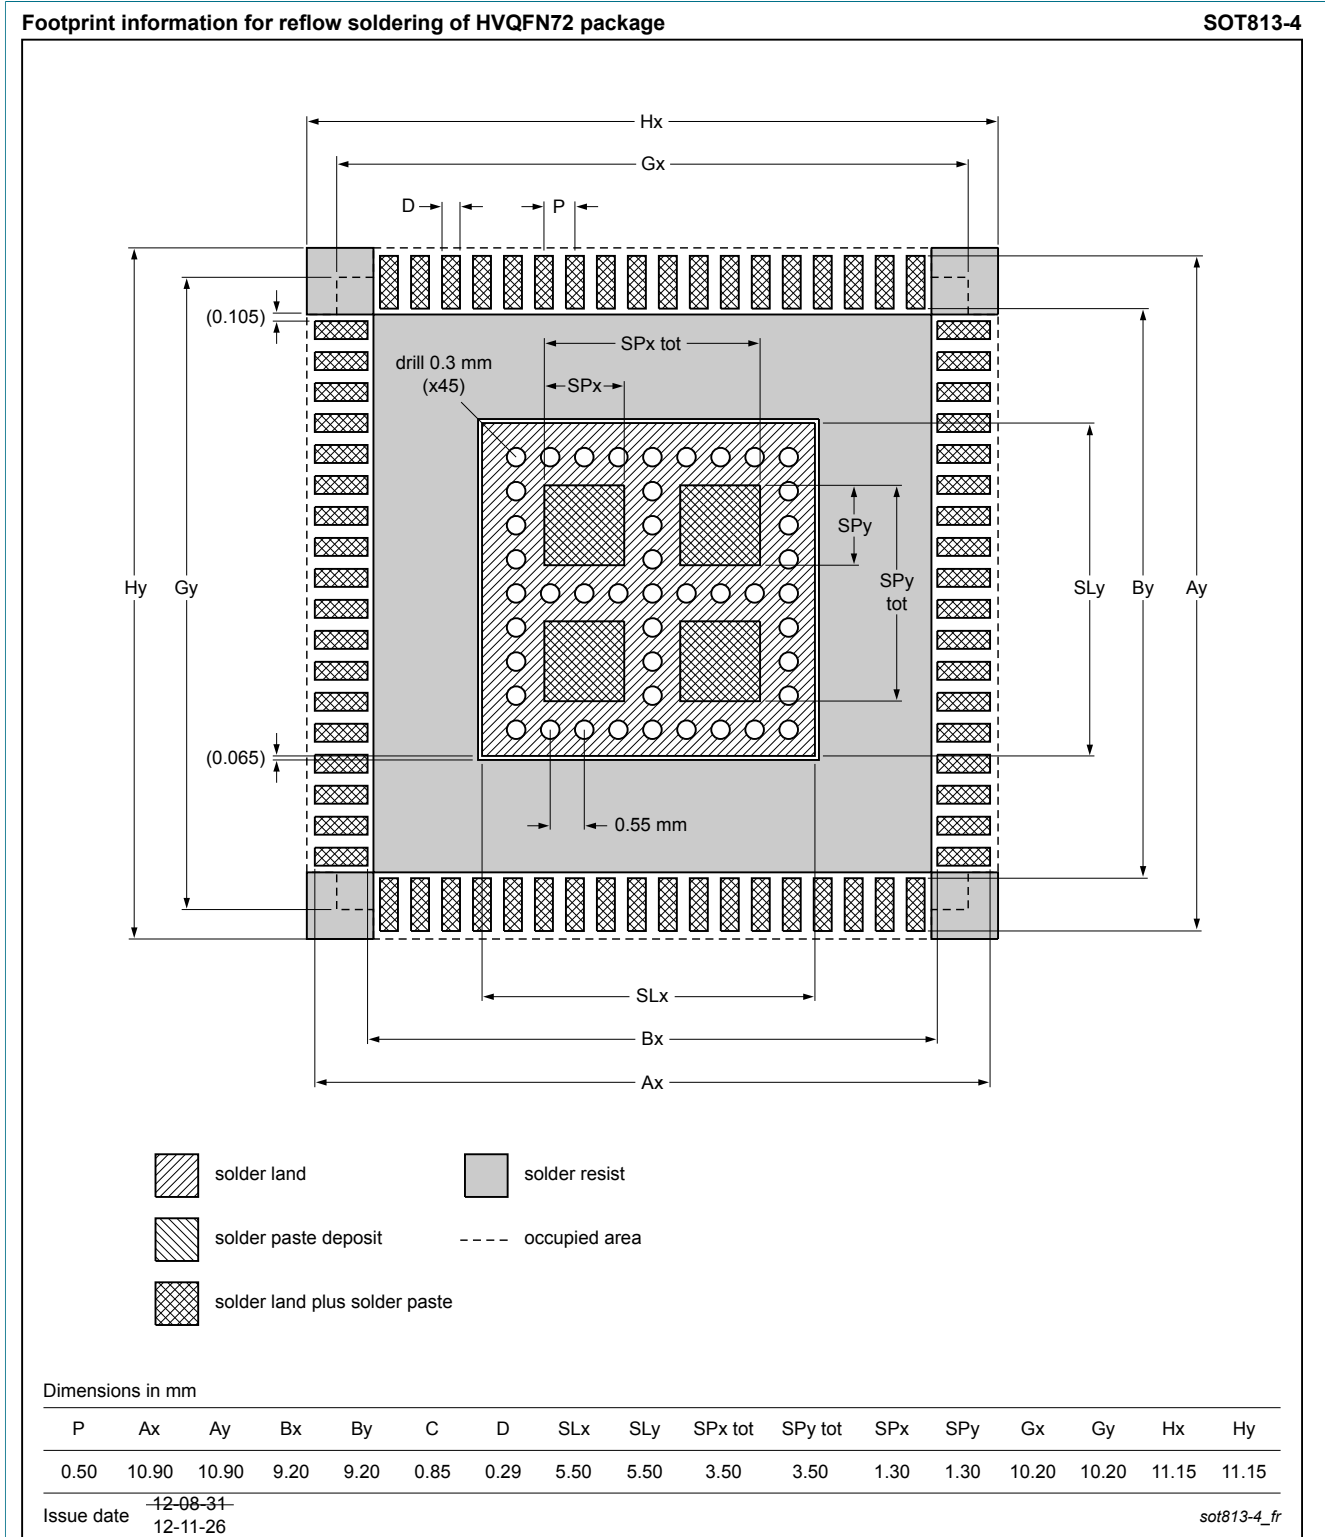 Footprint information for reflow soldering of HVQFN72 package SOT813-4
Hx
Gx
D P
(0.105)
SPx tot
drill 0.3 mm
(x45)
SPx
SPy
Hy Gy SPy
tot SLy By Ay
(0.065)
0.55 mm
SLx
Bx
Ax
solder land solder resist
solder paste deposit occupied area
solder land plus solder paste
Dimensions in mm
P Ax Ay Bx By C D SLx SLy SPx tot SPy tot SPx SPy Gx Gy Hx Hy
0.50 10.90 10.90 9.20 9.20 0.85 0.29 5.50 5.50 3.50 3.50 1.30 1.30 10.20 10.20 11.15 11.15
Issue date 12-08-31
12-11-26
sot813-4_fr